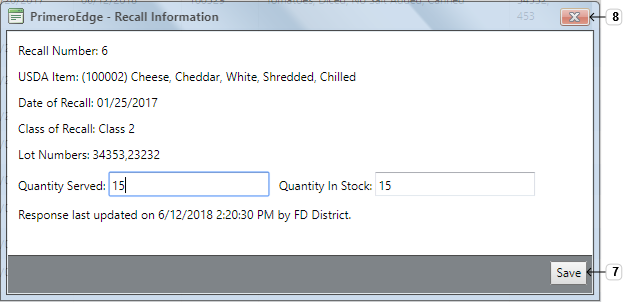 PrimeroEdge - Recall Information
453
8
Recall Number: 6
USDA Item: (100002) Cheese, Cheddar, White, Shredded, Chilled
Date of Recall: 01/25/2017
Class of Recall: Class 2
Lot Numbers: 34353,23232
Quantity Served: 15 Quantity In Stock: 15
Response last updated on 6/12/2018 2:20:30 PM by FD District.
Save
7